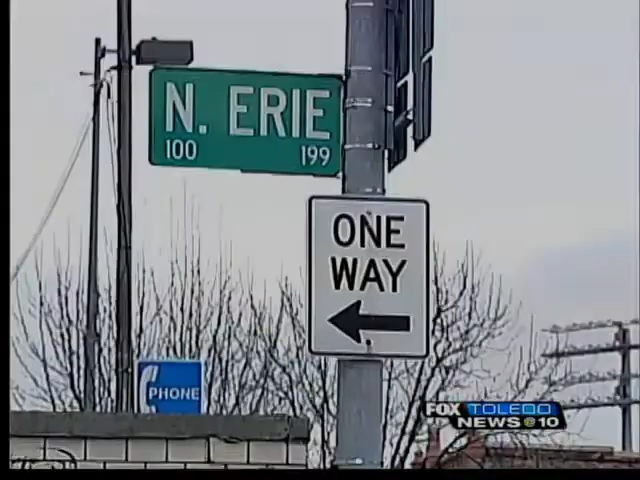 N. ERIE
100 199
ONE
WAY
PHONE
FOX TOLEDO
NEWS@10